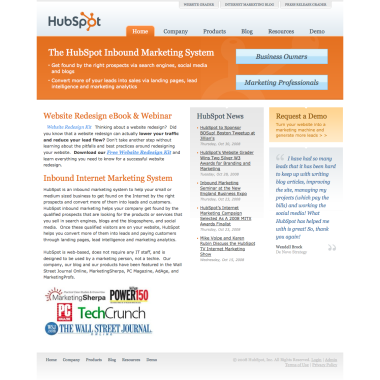 WEBSITE GRADER
INTERNET MARKETING BLOG
PRESS RELEASE GRADER
HubSpot
Home
Company
Products
Blog
Resources
Demo
The HubSpot Inbound Marketing System
- Get found by the right prospects via search, social media
and blogs
- Convert more of your leads into sales via landing pages, lead
intelligence and marketing analytics
Business Owners
Marketing Professionals
Website Redesign eBook & Webinar
Website Redesign Kit Thinking about a website redesign? Did
you know that a website redesign can actually lower your traffic
and reduce your lead flow? Don't take another step without
learning about the pitfalls and best practices around redesigning
your website. Download our Free Website Redesign Kit and
learn everything you need to know for a successful website
redesign.
Inbound Internet Marketing System
HubSpot is an inbound marketing system to help your small or
medium sized business to get found on the Internet by the right
prospects and convert more of them into leads and customers.
HubSpot inbound marketing helps your company get found by the
qualified prospects that are looking for the products or services that
you sell in search engines, blogs and the blogosphere, and social
media. Once these qualified visitors are on your website, HubSpot
helps you convert more of them into leads and paying customers
through landing pages, lead intelligence and marketing analytics.
HubSpot is web-based, does not require any IT staff, and is
designed to be used by a marketing person, not a techie. Our
company, our blog and our products have been featured in the Wall
Street Journal Online, MarketingSherpa, PC Magazine, AdAge, and
MarketingProfs.
MarketingSherpa
POWER150
PC MAGAZINE
TechCrunch
THE WALL STREET JOURNAL
ONLINE
HubSpot News
HubSpot to Sponsor
Tweetup at
Jillian's
Thursday, Oct 30, 2008
HubSpot's Website Grader
Wins Two Silver W3
Awards for Branding and
Marketing
Tuesday, Oct 28, 2008
Inbound Marketing
Seminar at the New
England Business Expo
Thursday, Oct 23, 2008
HubSpot's Internet
Marketing Campaign
Selected As A 2008 MITX
Awards Finalist
Thursday, Oct 23, 2008
Mike Volpe and Karen
Rubin Discuss the HubSpot
TV Internet Marketing
Show
Wednesday, Oct 15, 2008
Request a Demo
Turn your website into a
marketing machine and
generate more leads >
I have had so many
leads that it has been hard
to keep up with writing
blog articles, improving
the site, managing my
projects (which pay the
bills) and working the
social media! What
HubSpot has helped me
with is great! So, thank
you again!
Wendall Brock
Home
Company
Products
Blog
Resources
Demo
© 2008 HubSpot, Inc. All Rights Reserved. Login | Admin
Terms of Use | Privacy Policy